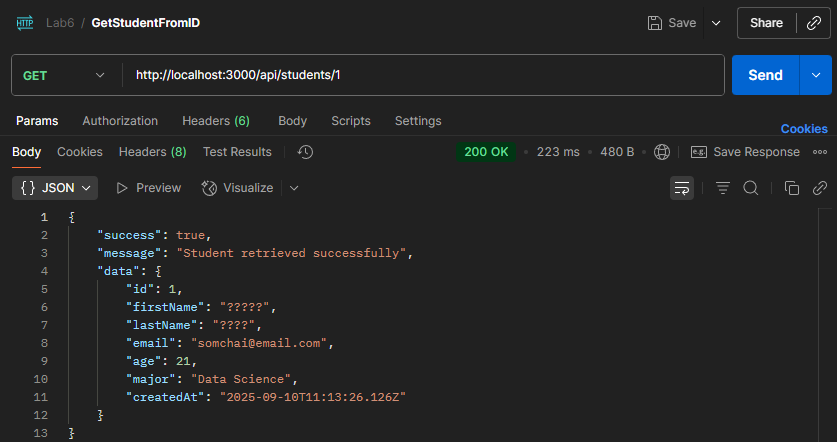 HTTP Lab6 / GetStudentFromID Save Share
GET http://localhost:3000/api/students/1 Send
Params Authorization Headers (6) Body Scripts Settings
Cookies
Body Cookies Headers (8) Test Results 200 OK • 223 ms • 480 B e.g. Save Response
{} JSON Preview Visualize
1 {
2 "success": true,
3 "message": "Student retrieved successfully",
4 "data": {
5 "id": 1,
6 "firstName": "?????",
7 "lastName": "????",
8 "email": "somchai@email.com",
9 "age": 21,
10 "major": "Data Science",
11 "createdAt": "2025-09-10T11:13:26.126Z"
12 }
13 }